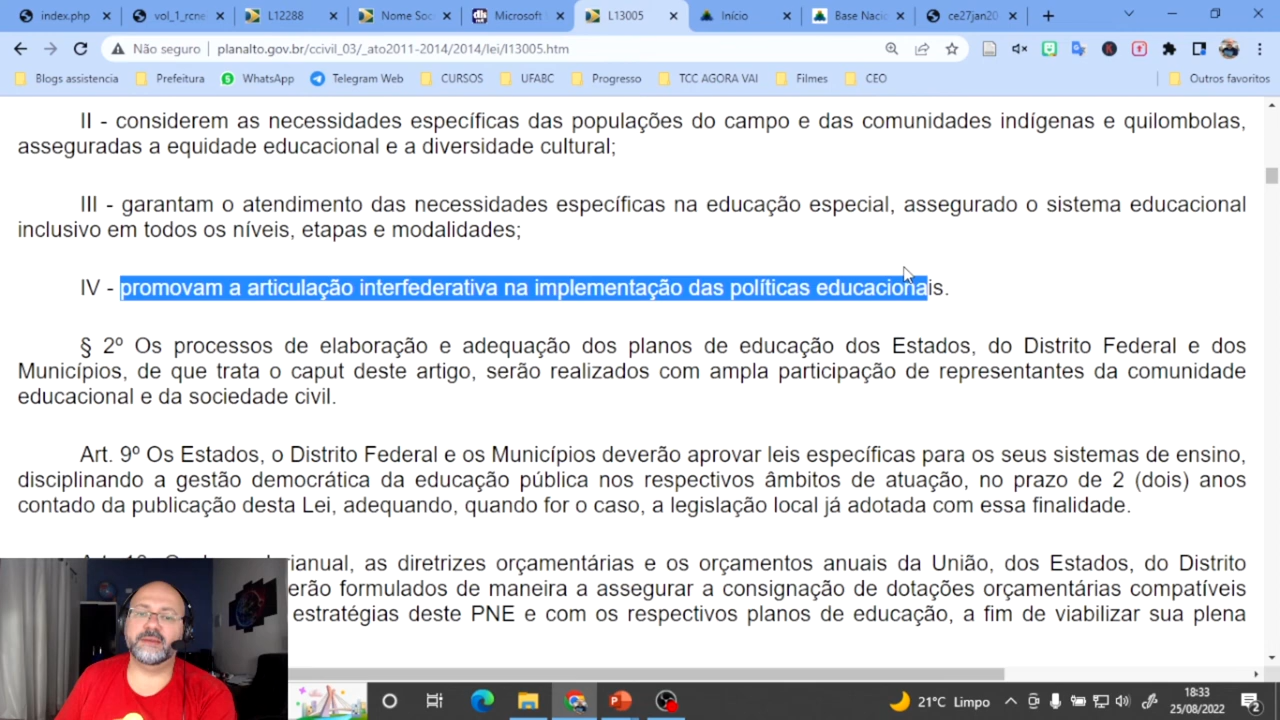 index.php
vol_1_rcne
L12288
Nome Soc
Microsoft
L13005
Início
Base Naci
ce27jan20
Não seguro
planalto.gov.br/ccivil_03/_ato2011-2014/2014/lei/l13005.htm
Blogs assistencia
Prefeitura
WhatsApp
Telegram Web
CURSOS
UFABC
Progresso
TCC AGORA VAI
Filmes
CEO
Outros favoritos
II - considerem as necessidades específicas das populações do campo e das comunidades indígenas e quilombolas,
asseguradas a equidade educacional e a diversidade cultural;
III - garantam o atendimento das necessidades específicas na educação especial, assegurado o sistema educacional
inclusivo em todos os níveis, etapas e modalidades;
IV - promovam a articulação interfederativa na implementação das políticas educacionais.
§ 2º Os processos de elaboração e adequação dos planos de educação dos Estados, do Distrito Federal e dos
Municípios, de que trata o caput deste artigo, serão realizados com ampla participação de representantes da comunidade
educacional e da sociedade civil.
Art. 9º Os Estados, o Distrito Federal e os Municípios deverão aprovar leis específicas para os seus sistemas de ensino,
disciplinando a gestão democrática da educação pública nos respectivos âmbitos de atuação, no prazo de 2 (dois) anos
contado da publicação desta Lei, adequando, quando for o caso, a legislação local já adotada com essa finalidade.
as diretrizes orçamentárias e os orçamentos anuais da União, dos Estados, do Distrito
formulados de maneira a assegurar a consignação de dotações orçamentárias compatíveis
estratégias deste PNE e com os respectivos planos de educação, a fim de viabilizar sua plena
21°C Limpo
18:33
25/08/2022
2